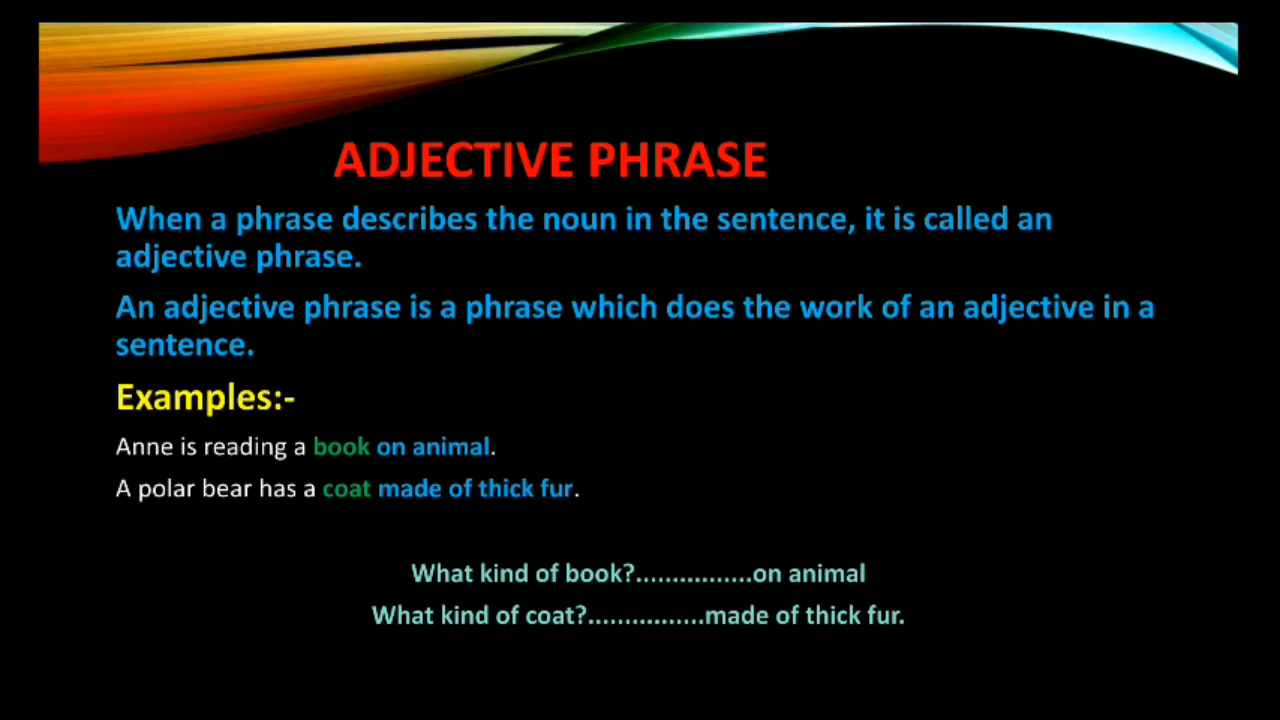 ADJECTIVE PHRASE
When a phrase describes the noun in the sentence, it is called an
adjective phrase.
An adjective phrase is a phrase which does the work of an adjective in a
sentence.
Examples:-
Anne is reading a book on animal.
A polar bear has a coat made of thick fur.
What kind of book?................on animal
What kind of coat?................made of thick fur.